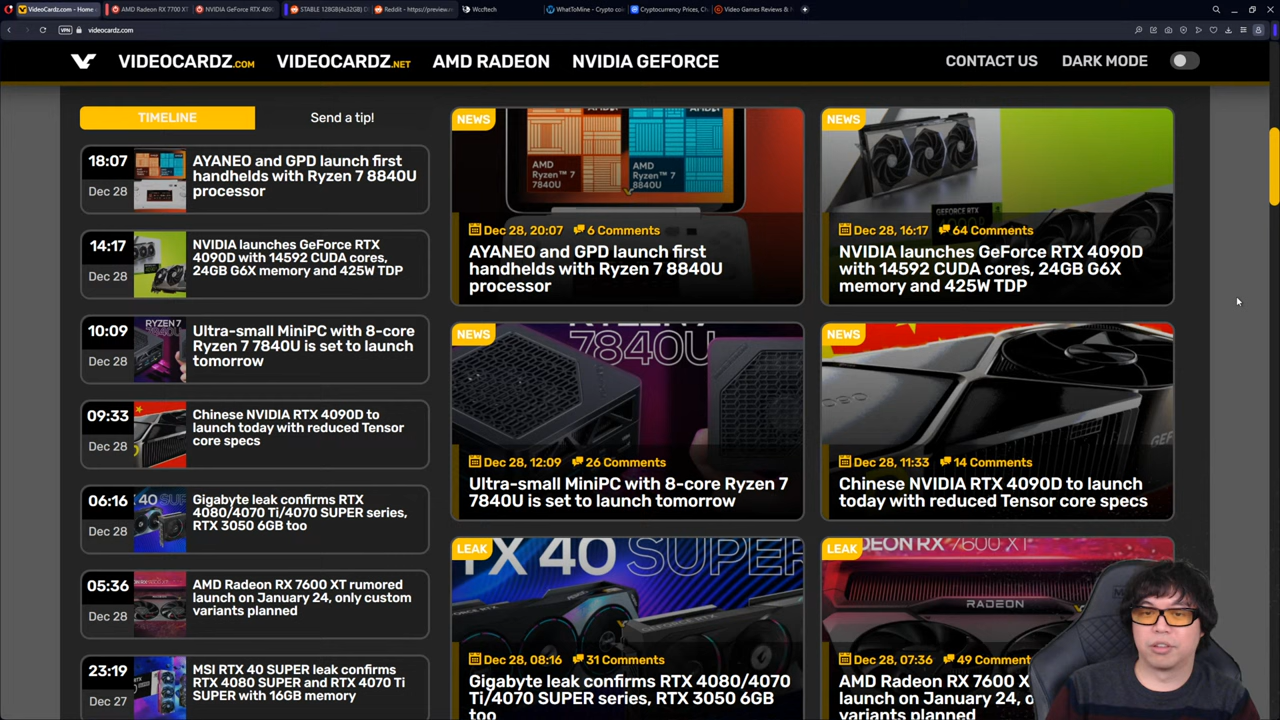 VideoCardz.com - Home
AMD Radeon RX 7700 XT
NVIDIA GeForce RTX 409
STABLE 128GB(4x32GB) D
Reddit - https://preview.re
Wccftech
WhatToMine - Crypto co
Cryptocurrency Prices, Ch
Video Games Reviews & N
VPN
videocardz.com
VIDEOCARDZ.COM
VIDEOCARDZ.NET
AMD RADEON
NVIDIA GEFORCE
CONTACT US
DARK MODE
TIMELINE
Send a tip!
18:07
Dec 28
AYANEO and GPD launch first
handhelds with Ryzen 7 8840U
processor
14:17
Dec 28
NVIDIA launches GeForce RTX
4090D with 14592 CUDA cores,
24GB G6X memory and 425W TDP
10:09
Dec 28
RYZEN 7
7840U
Ultra-small MiniPC with 8-core
Ryzen 7 7840U is set to launch
tomorrow
09:33
Dec 28
Chinese NVIDIA RTX 4090D to
launch today with reduced Tensor
core specs
06:16
Dec 28
Gigabyte leak confirms RTX
4080/4070 Ti/4070 SUPER series,
RTX 3050 6GB too
05:36
Dec 28
AMD Radeon RX 7600 XT rumored
launch on January 24, only custom
variants planned
23:19
Dec 27
MSI RTX 40 SUPER leak confirms
RTX 4080 SUPER and RTX 4070 Ti
SUPER with 16GB memory
NEWS
AMD
RYZEN™ 7
7840U
AMD
RYZEN™ 7
8840U
Dec 28, 20:07
6 Comments
AYANEO and GPD launch first
handhelds with Ryzen 7 8840U
processor
NEWS
GEFORCE RTX
Dec 28, 16:17
64 Comments
NVIDIA launches GeForce RTX 4090D
with 14592 CUDA cores, 24GB G6X
memory and 425W TDP
NEWS
7840U
Dec 28, 12:09
26 Comments
Ultra-small MiniPC with 8-core Ryzen 7
7840U is set to launch tomorrow
NEWS
Dec 28, 11:33
14 Comments
Chinese NVIDIA RTX 4090D to launch
today with reduced Tensor core specs
LEAK
TX 40 SUPER
Dec 28, 08:16
31 Comments
Gigabyte leak confirms RTX 4080/4070
Ti/4070 SUPER series, RTX 3050 6GB
too
LEAK
DEON RX 7600 XT
RADEON
Dec 28, 07:36
49 Comments
AMD Radeon RX 7600 X
launch on January 24, o
variants planned